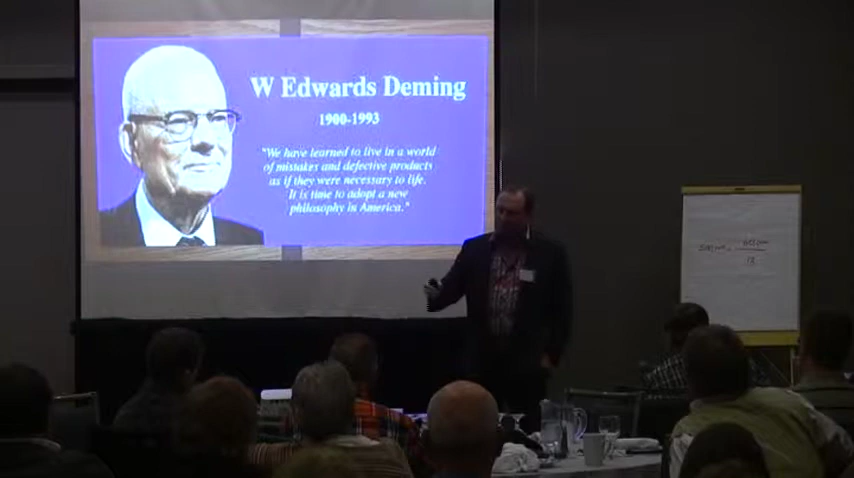 W Edwards Deming
1900-1993
"We have learned to live in a world
of mistakes and defective products
as if they were necessary to life.
It is time to adopt a new
philosophy in America."